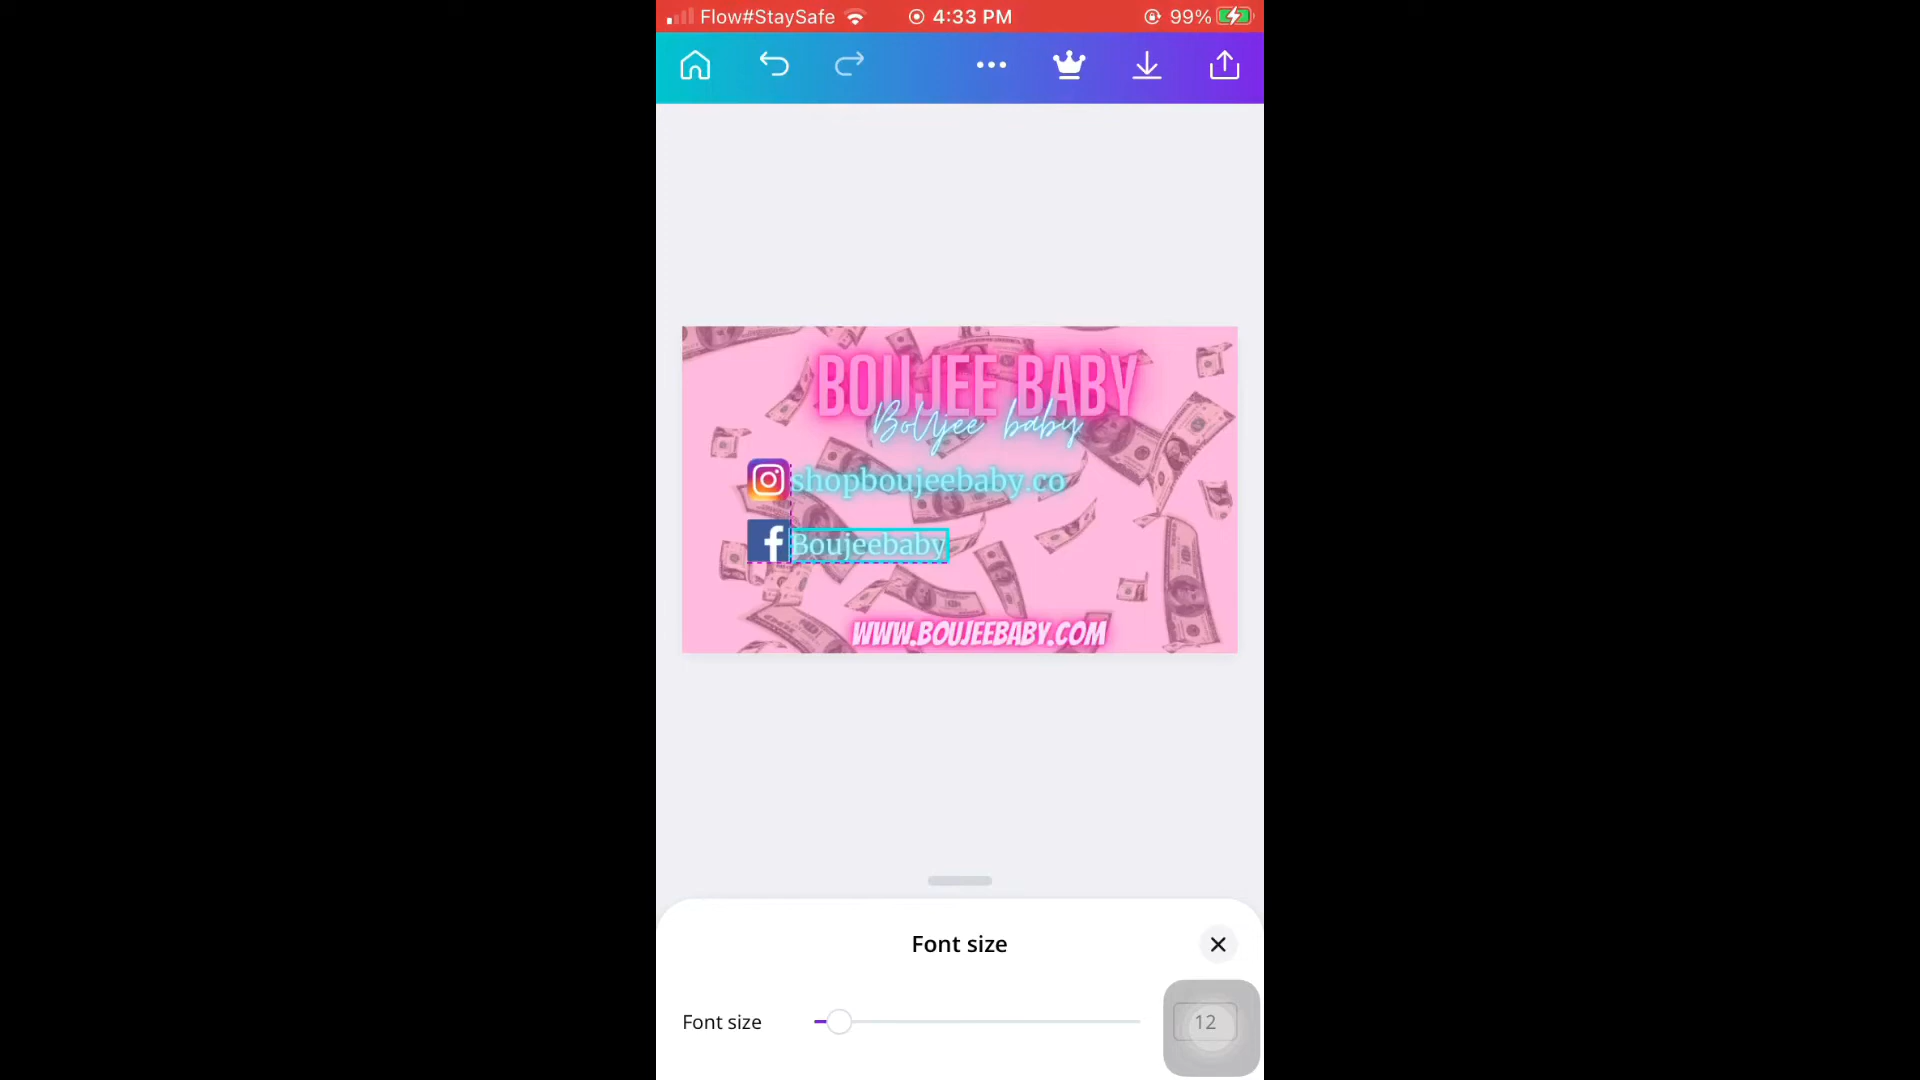 Flow#StaySafe 4:33 PM 99%
BOUJEE BABY
Boujee baby
shopboujeebaby.co
Boujeebaby
WWW.BOUJEEBABY.COM
Font size
Font size 12